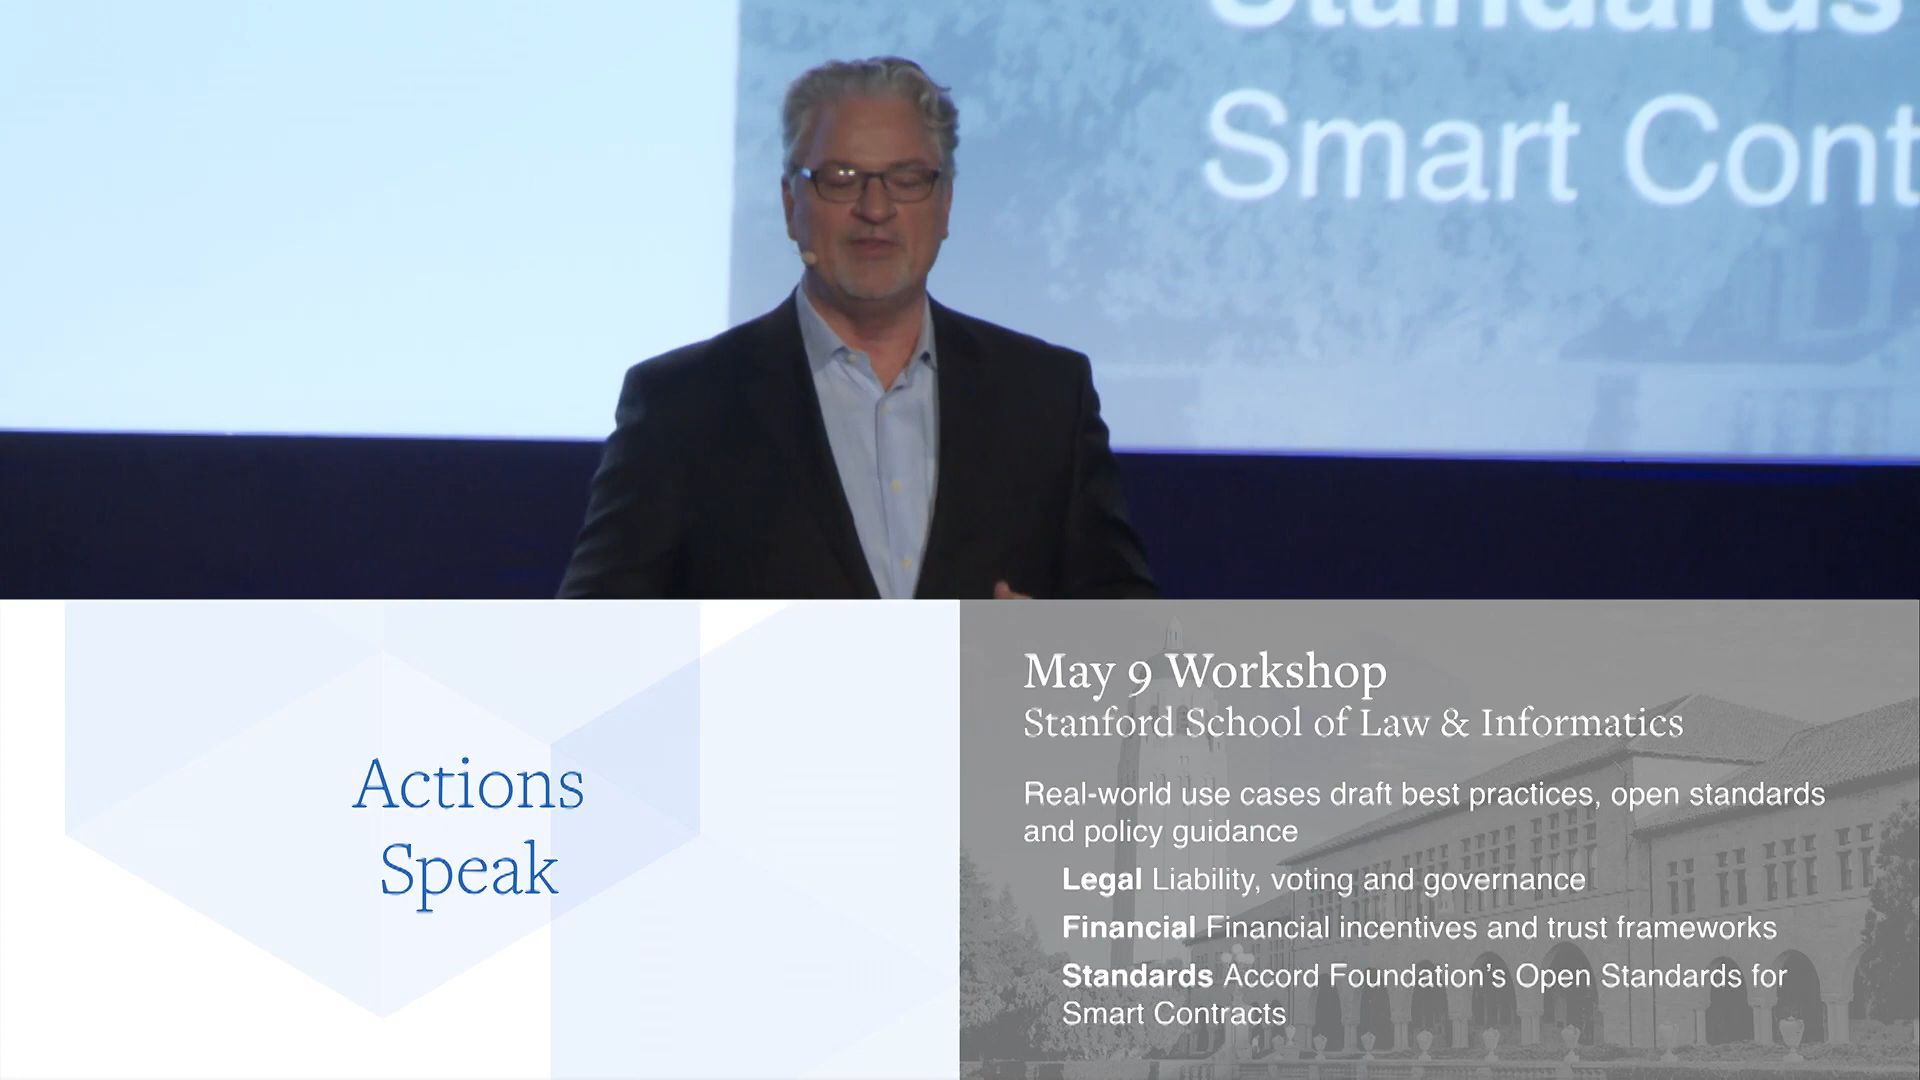 Standards
Smart Cont
Actions
Speak
May 9 Workshop
Stanford School of Law & Informatics
Real-world use cases draft best practices, open standards
and policy guidance
Legal Liability, voting and governance
Financial Financial incentives and trust frameworks
Standards Accord Foundation’s Open Standards for
Smart Contracts